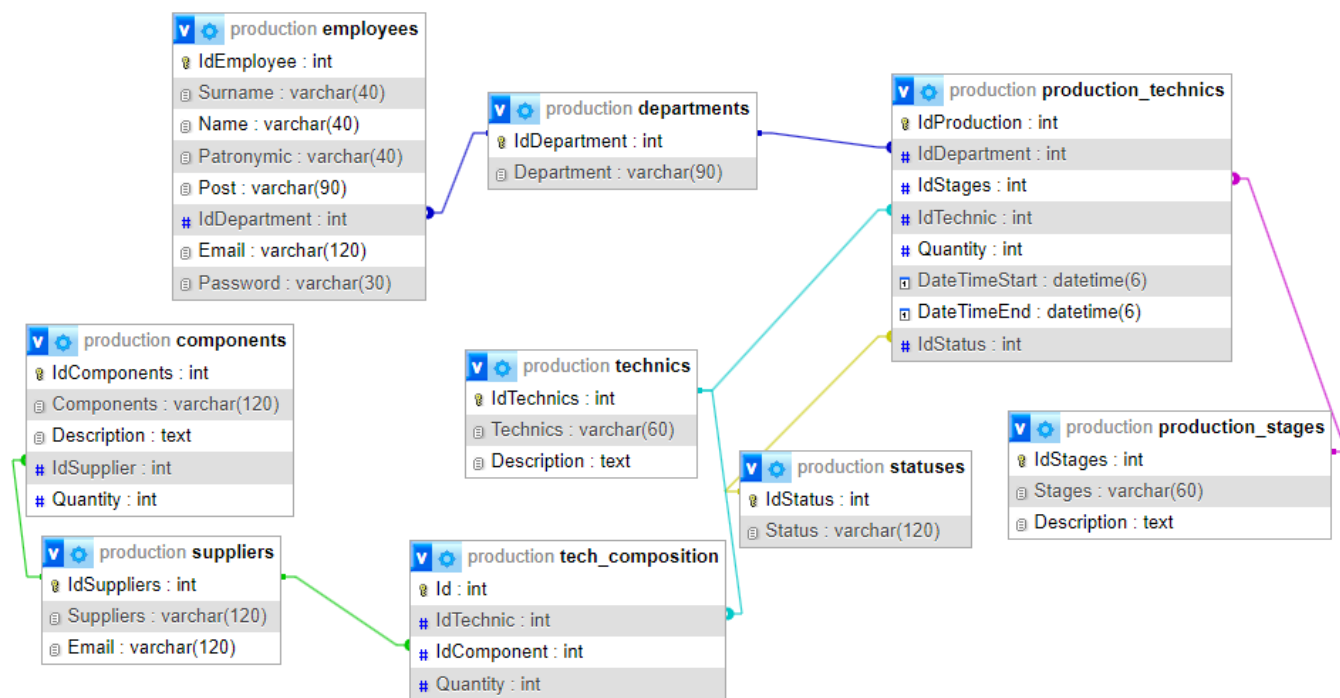 production employees
IdEmployee : int
Surname : varchar(40)
Name : varchar(40)
Patronymic : varchar(40)
Post : varchar(90)
# IdDepartment : int
Email : varchar(120)
Password : varchar(30)
production departments
IdDepartment : int
Department : varchar(90)
production production_technics
IdProduction : int
# IdDepartment : int
# IdStages : int
# IdTechnic : int
# Quantity : int
DateTimeStart : datetime(6)
DateTimeEnd : datetime(6)
# IdStatus : int
production components
IdComponents : int
Components : varchar(120)
Description : text
# IdSupplier : int
# Quantity : int
production technics
IdTechnics : int
Technics : varchar(60)
Description : text
production statuses
IdStatus : int
Status : varchar(120)
production production_stages
IdStages : int
Stages : varchar(60)
Description : text
production suppliers
IdSuppliers : int
Suppliers : varchar(120)
Email : varchar(120)
production tech_composition
Id : int
# IdTechnic : int
# IdComponent : int
# Quantity : int